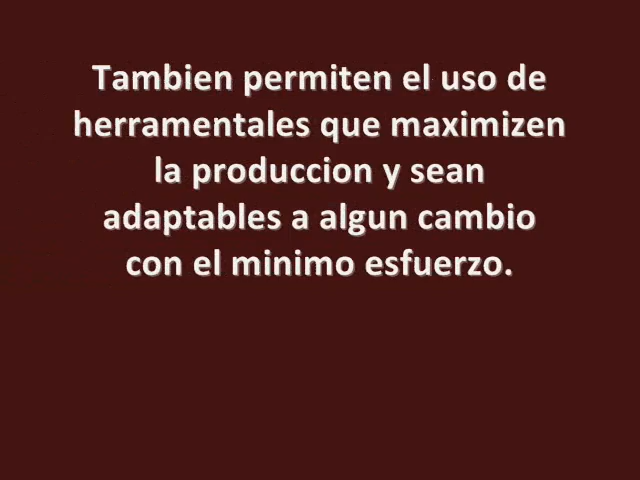 Tambien permiten el uso de
herramentales que maximizen
la produccion y sean
adaptables a algun cambio
con el minimo esfuerzo.